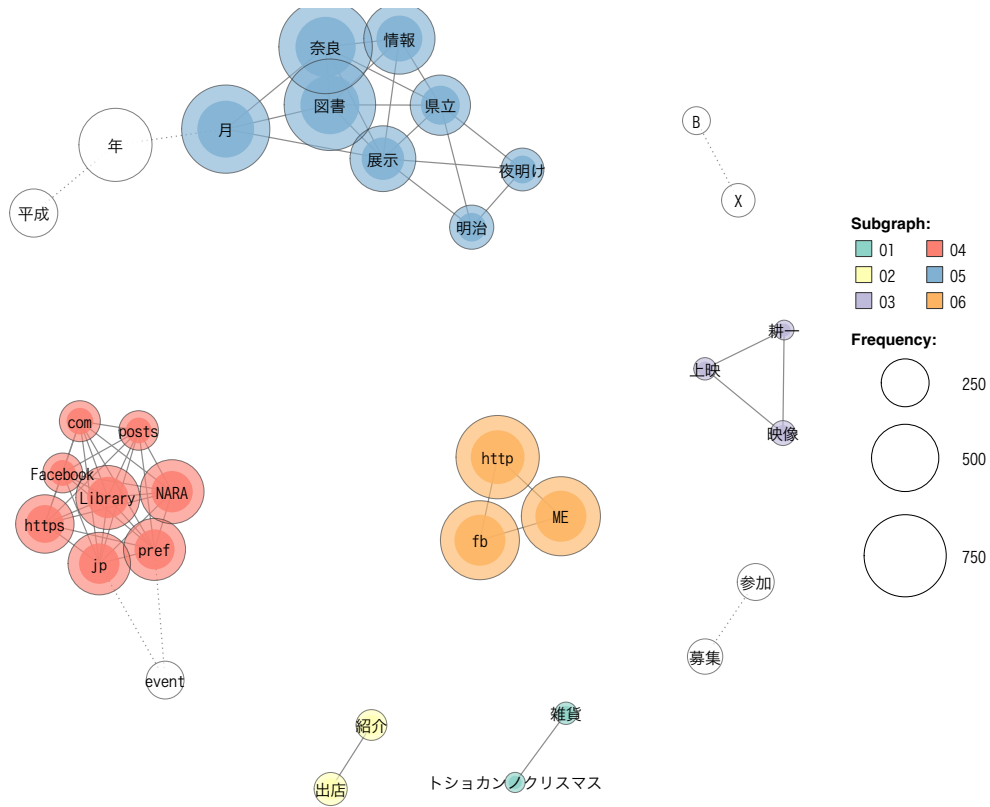 奈良
情報
図書
県立
月
年
展示
夜明け
平成
明治
B
X
Subgraph:
01
04
02
05
03
06
Frequency:
250
500
750
耕一
上映
映像
com
posts
Facebook
Library
NARA
https
pref
jp
event
http
ME
fb
参加
募集
紹介
出店
雑貨
トショカンノクリスマス